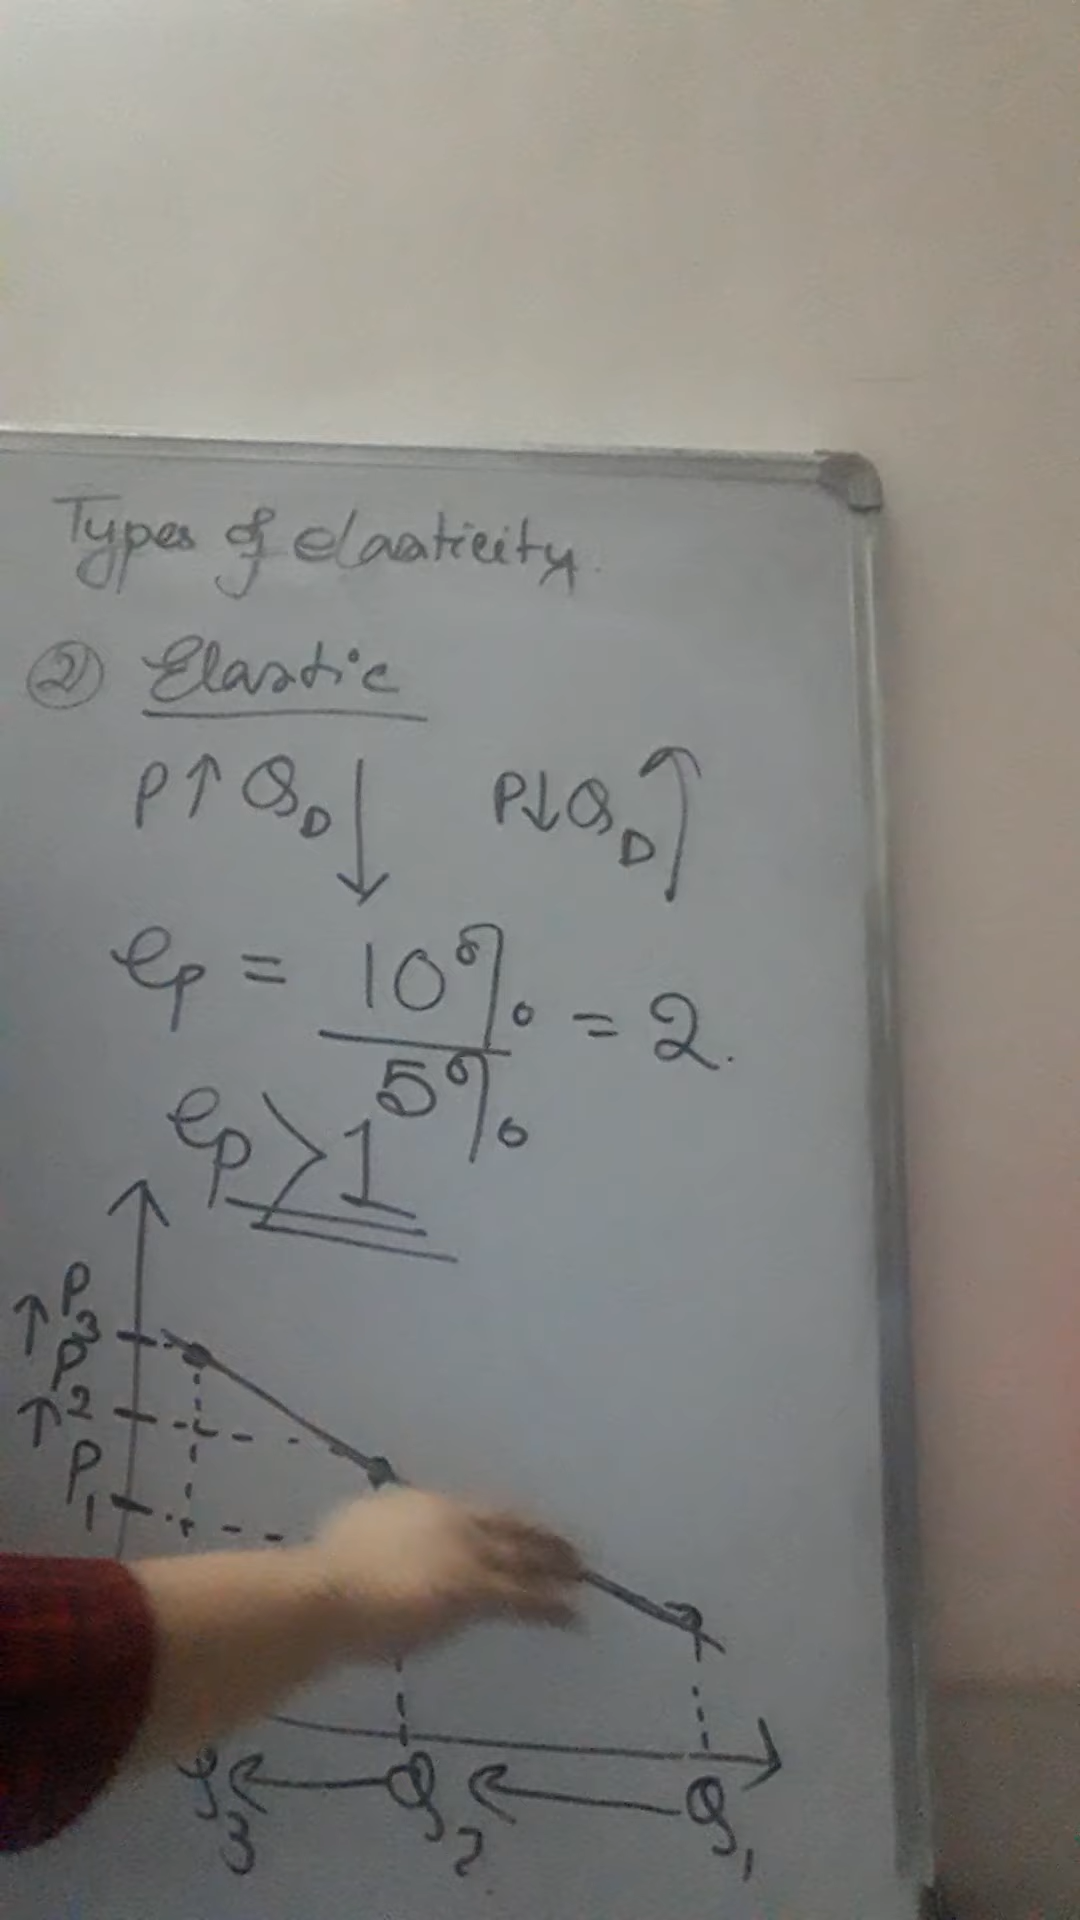 Types of elasticity.
② Elastic
P↑ QD↓ P↓ QD↑
ep = 10% / 5% = 2.
ep > 1
↑ P3
↑ P2
P1
Q3 ← Q2 ← Q1